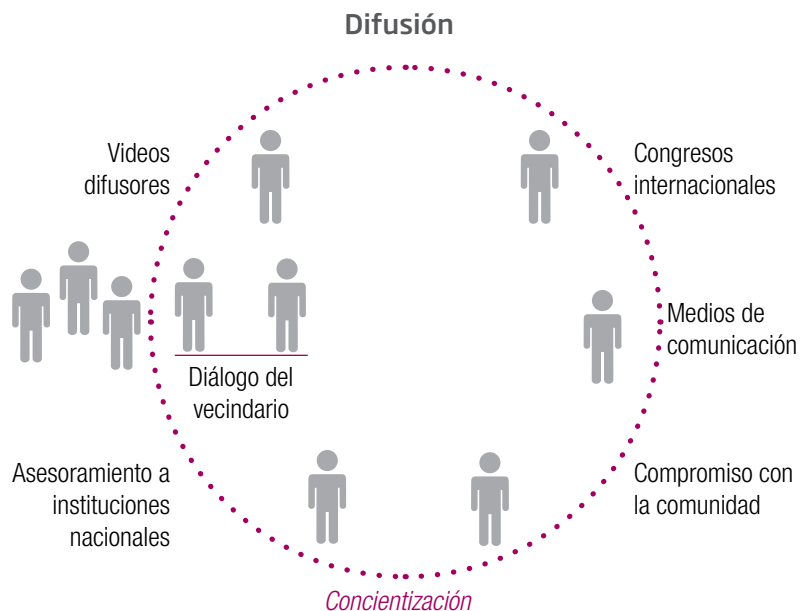 Difusión
Videos
difusores
Congresos
internacionales
Medios de
comunicación
Diálogo del
vecindario
Asesoramiento a
instituciones
nacionales
Compromiso con
la comunidad
Concientización